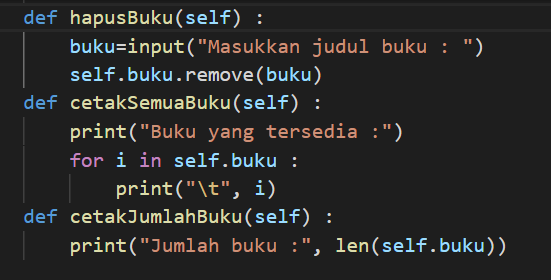 def hapusBuku(self) :
    buku=input("Masukkan judul buku : ")
    self.buku.remove(buku)
def cetakSemuaBuku(self) :
    print("Buku yang tersedia :")
    for i in self.buku :
        print("\t", i)
def cetakJumlahBuku(self) :
    print("Jumlah buku :", len(self.buku))